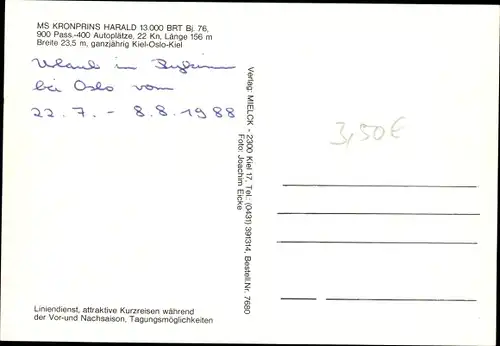 MS KRONPRINS HARALD 13.000 BRT Bj. 76,
900 Pass.-400 Autoplätze, 22 Kn, Länge 156 m
Breite 23,5 m, ganzjährig Kiel-Oslo-Kiel
Urlaub in
bei Oslo vom
22.7. - 8.8.1988
Verlag: MIELCK - 2300 Kiel 17, Tel.: (0431) 391314, Bestell.Nr. 7680
Foto: Joachim Eicke
3,50€
Liniendienst, attraktive Kurzreisen während
der Vor-und Nachsaison, Tagungsmöglichkeiten